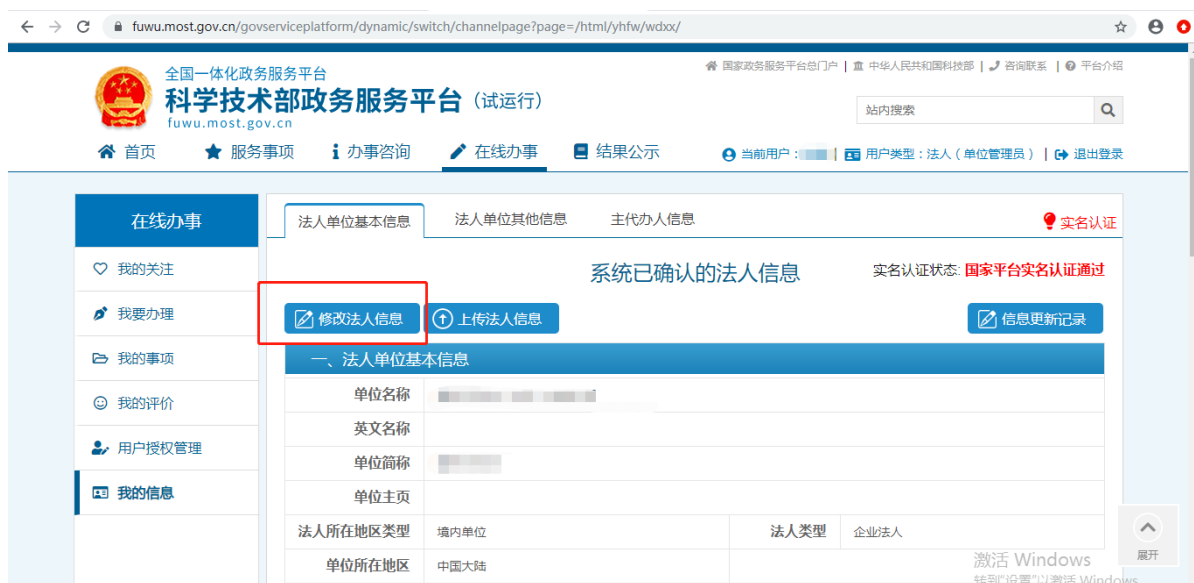 fuwu.most.gov.cn/govserviceplatform/dynamic/switch/channelpage?page=/html/yhfw/wdxx/
国家政务服务平台总门户 | 中华人民共和国科技部 | 咨询联系 | 平台介绍
全国一体化政务服务平台
科学技术部政务服务平台（试运行）
fuwu.most.gov.cn
站内搜索
首页 服务事项 办事咨询 在线办事 结果公示
当前用户： | 用户类型：法人（单位管理员） | 退出登录
在线办事
我的关注
我要办理
我的事项
我的评价
用户授权管理
我的信息
法人单位基本信息 法人单位其他信息 主代办人信息
实名认证
系统已确认的法人信息
实名认证状态: 国家平台实名认证通过
修改法人信息 上传法人信息 信息更新记录
一、法人单位基本信息
单位名称
英文名称
单位简称
单位主页
法人所在地区类型 境内单位 法人类型 企业法人
单位所在地区 中国大陆
展开
激活 Windows
转到"设置"以激活 Windows